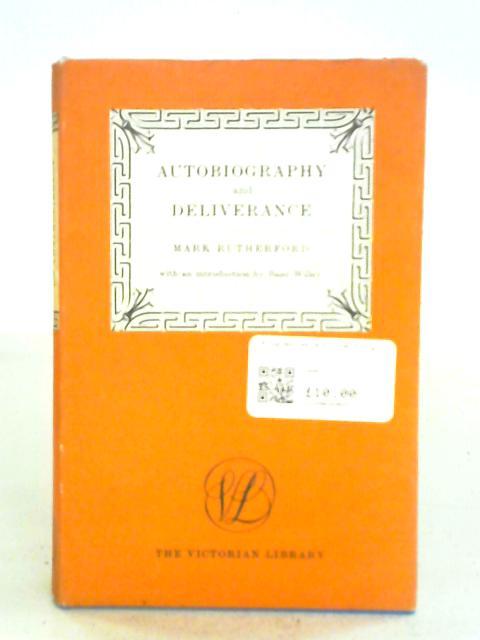 AUTOBIOGRAPHY
and
DELIVERANCE
MARK RUTHERFORD
with an introduction by Basil Willey
£10.00
VL
THE VICTORIAN LIBRARY